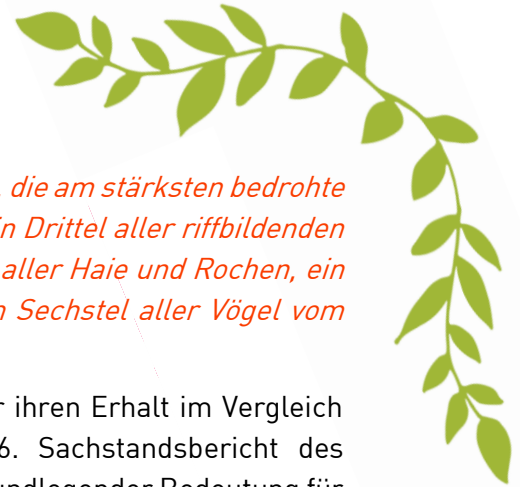 die am stärksten bedrohte
Drittel aller riffbildenden
aller Haie und Rochen, ein
Sechstel aller Vögel vom
ihren Erhalt im Vergleich
6. Sachstandsbericht des
Bedeutung für